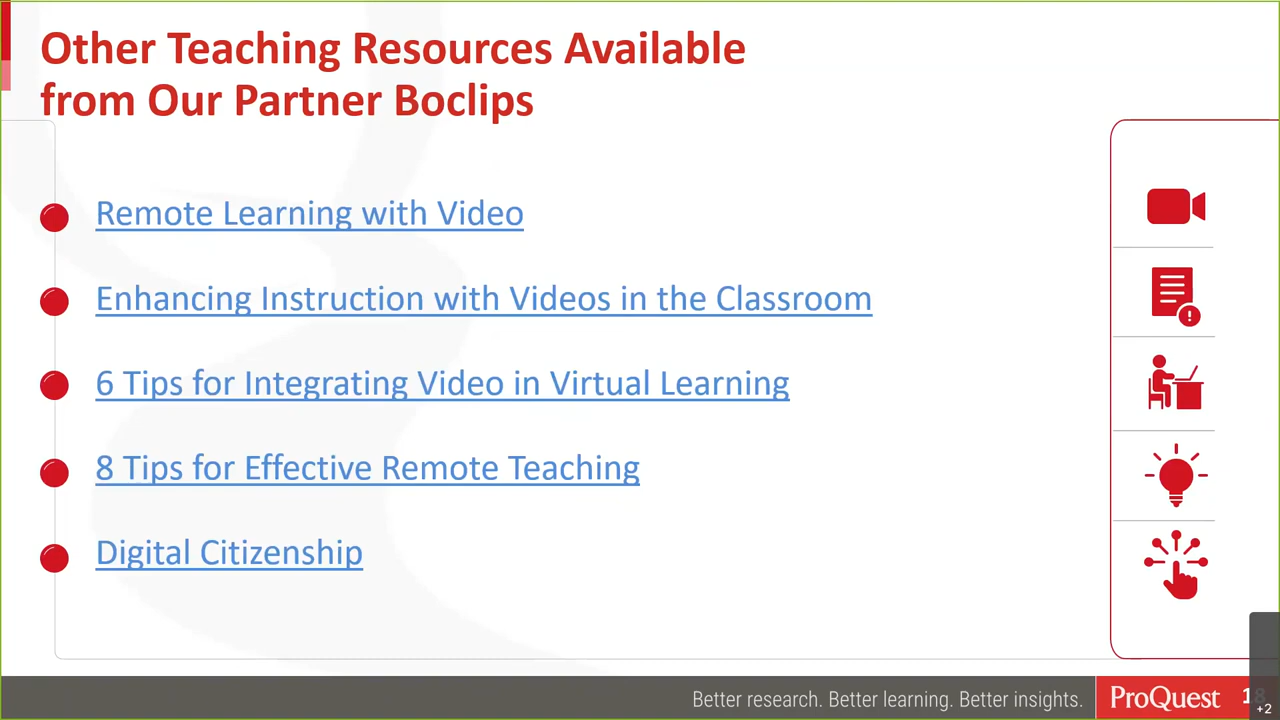 Other Teaching Resources Available
from Our Partner Boclips
Remote Learning with Video
Enhancing Instruction with Videos in the Classroom
6 Tips for Integrating Video in Virtual Learning
8 Tips for Effective Remote Teaching
Digital Citizenship
Better research. Better learning. Better insights.
ProQuest
18
+2